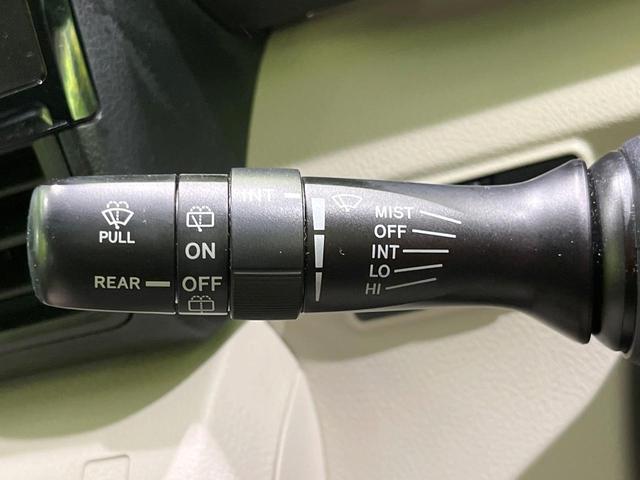 PULL
REAR
ON
OFF
INT
MIST
OFF
INT
LO
HI